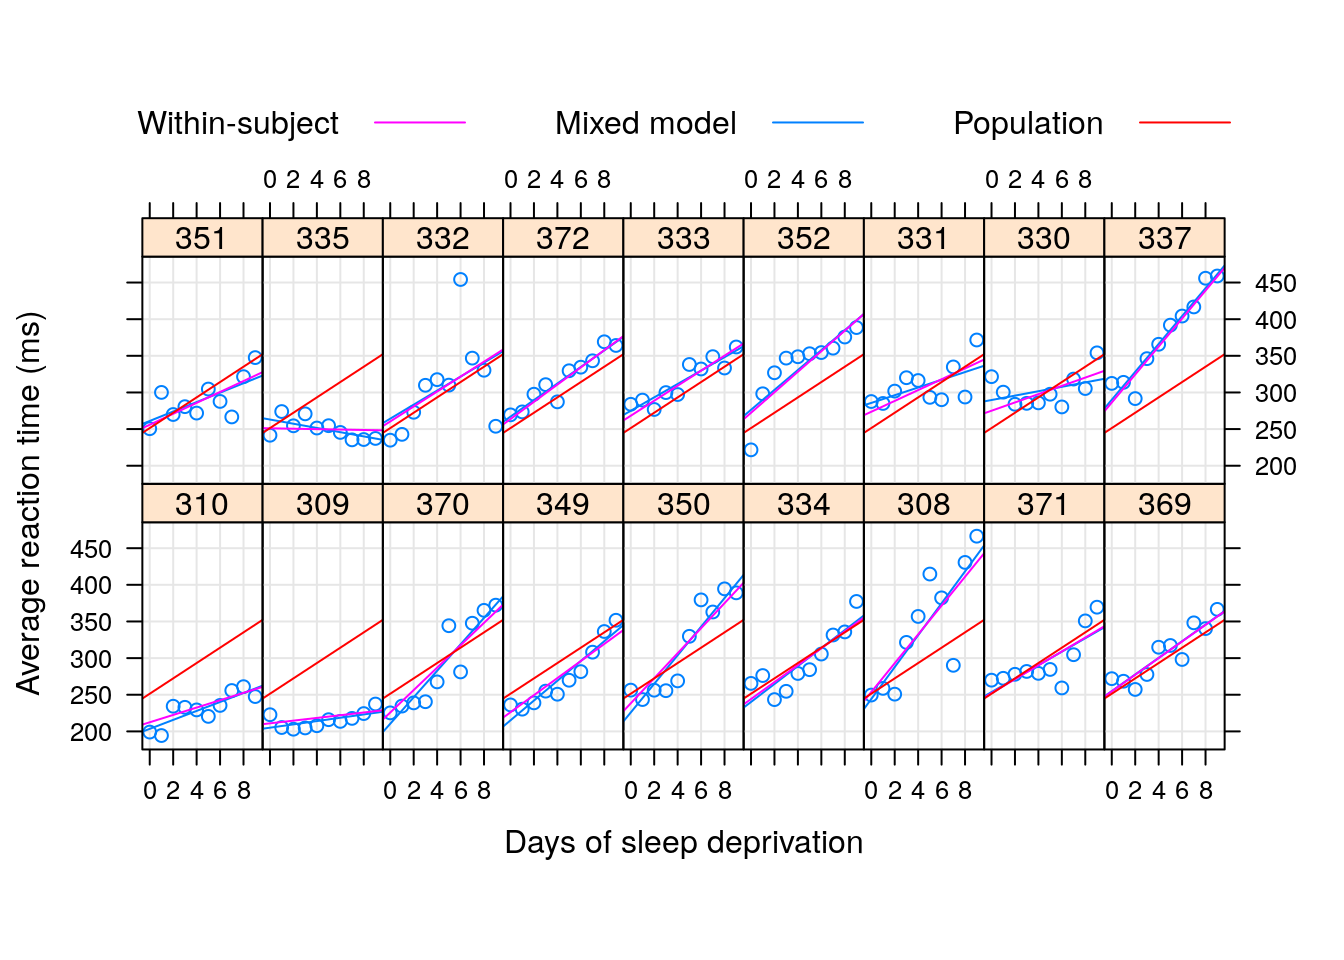 Within-subject Mixed model Population
0 2 4 6 8 0 2 4 6 8 0 2 4 6 8 0 2 4 6 8
351 335 332 372 333 352 331 330 337
450
400
350
300
250
200
310 309 370 349 350 334 308 371 369
450
400
350
300
250
200
0 2 4 6 8 0 2 4 6 8 0 2 4 6 8 0 2 4 6 8 0 2 4 6 8
Average reaction time (ms)
Days of sleep deprivation